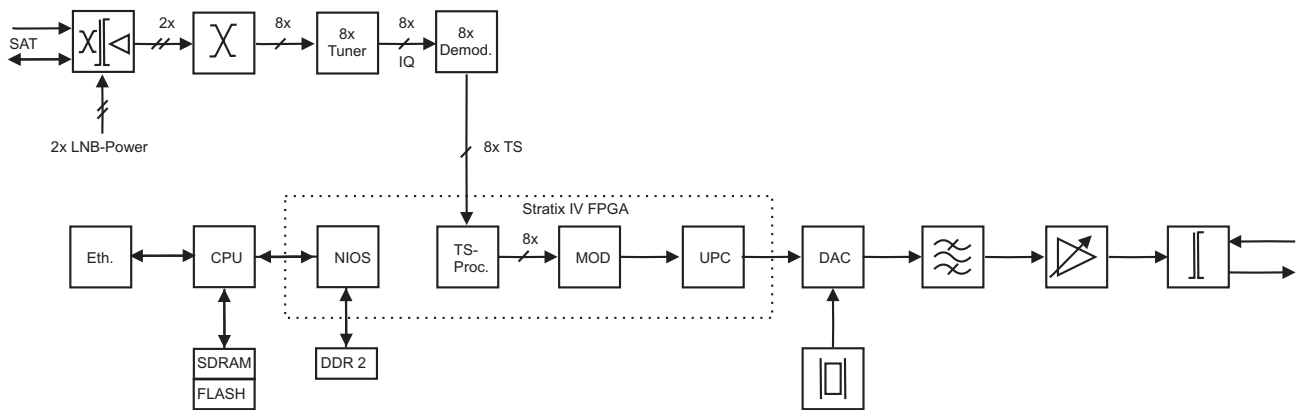 2x
8x
8x
8x
8x
SAT
Tuner
Demod.
IQ
2x LNB-Power
8x TS
Stratix IV FPGA
8x
Eth.
CPU
NIOS
TS-
Proc.
MOD
UPC
DAC
SDRAM
FLASH
DDR 2